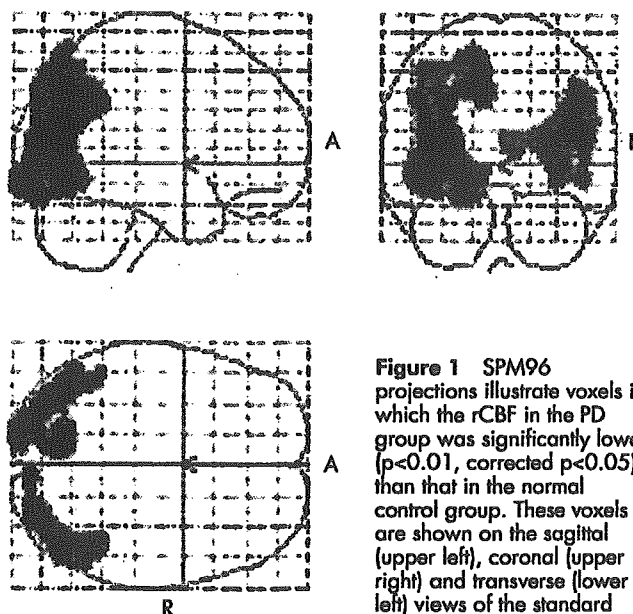 A
A
R
Figure 1 SPM96
projections illustrate voxels
which the rCBF in the PD
group was significantly
(p<0.01, corrected p<0.05)
than that in the normal
control group. These voxels
are shown on the sagittal
(upper left), coronal (upper
right) and transverse (lower
left) views of the standard